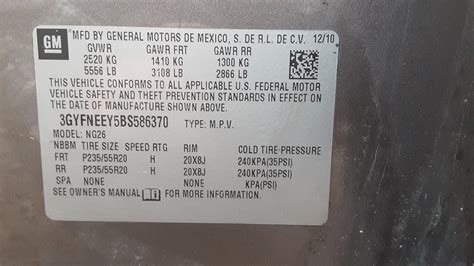 GM
MFD BY GENERAL MOTORS DE MEXICO, S. DE R.L. DE C.V. 12/10
GVWR GAWR FRT GAWR RR
2520 KG 1410 KG 1300 KG
5556 LB 3108 LB 2866 LB
THIS VEHICLE CONFORMS TO ALL APPLICABLE U.S. FEDERAL MOTOR
VEHICLE SAFETY AND THEFT PREVENTION STANDARDS IN EFFECT ON
THE DATE OF MANUFACTURE SHOWN ABOVE.
3GYFNEEY5BS586370 TYPE: M.P.V.
MODEL: NG26
NBBM TIRE SIZE SPEED RTG RIM COLD TIRE PRESSURE
FRT P235/55R20 H 20X8J 240KPA(35PSI)
RR P235/55R20 H 20X8J 240KPA(35PSI)
SPA NONE NONE KPA(PSI)
SEE OWNER'S MANUAL FOR MORE INFORMATION.